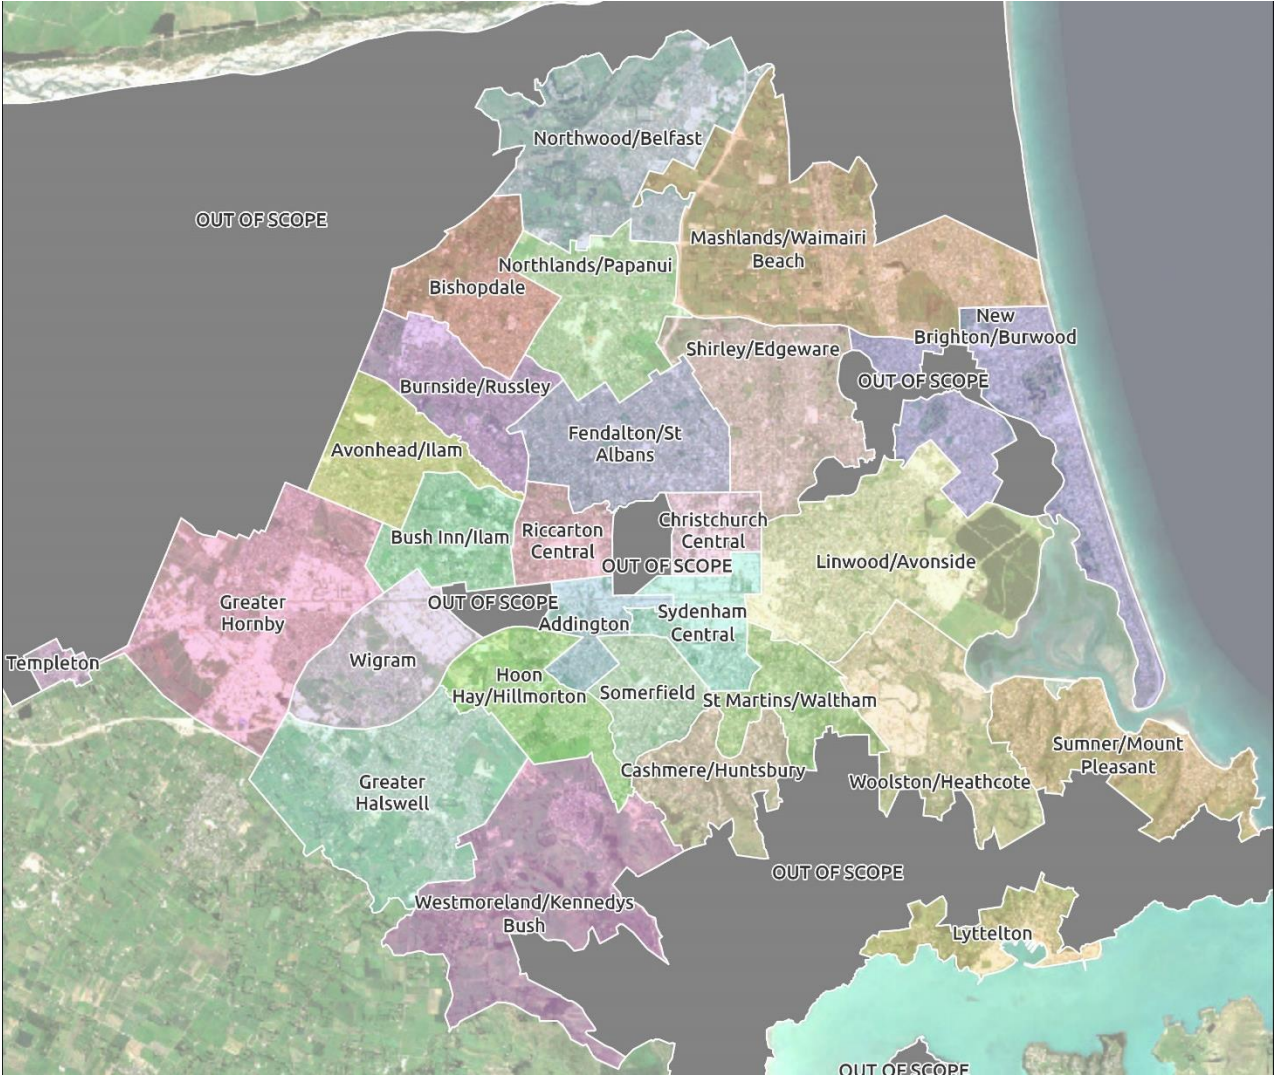 Northwood/Belfast
OUT OF SCOPE
Mashlands/Waimairi
Beach
Northlands/Papanui
Bishopdale
New
Brighton/Burwood
Shirley/Edgeware
OUT OF SCOPE
Burnside/Russley
Fendalton/St
Albans
Avonhead/Ilam
Christchurch
Central
Riccarton
Central
Bush Inn/Ilam
OUT OF SCOPE
Linwood/Avonside
Greater
Hornby
OUT OF SCOPE
Addington
Sydenham
Central
Templeton
Wigram
Hoon
Hay/Hillmorton
Somerfield
St Martins/Waltham
Sumner/Mount
Pleasant
Cashmere/Huntsbury
Woolston/Heathcote
Greater
Halswell
OUT OF SCOPE
Westmoreland/Kennedys
Bush
Lyttelton
OUT OF SCOPE